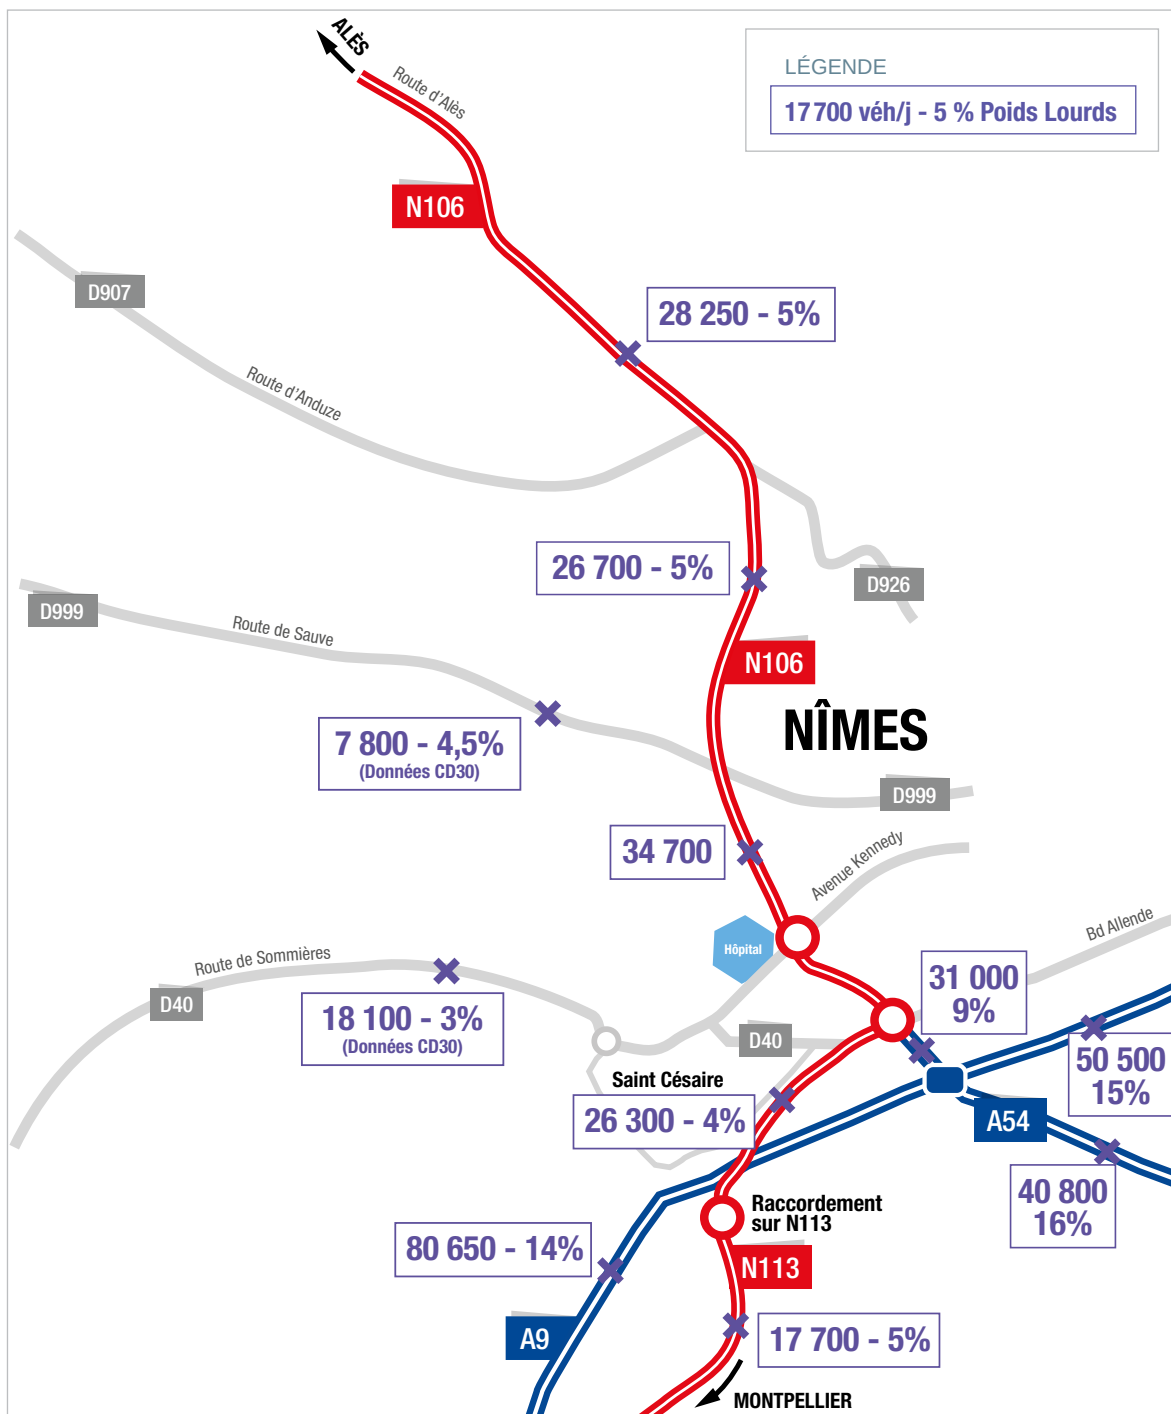 ALÈS
Route d'Alès
LÉGENDE
17 700 véh/j - 5 % Poids Lourds
N106
D907
28 250 - 5%
Route d'Anduze
26 700 - 5%
D926
D999
Route de Sauve
N106
NÎMES
7 800 - 4,5%
(Données CD30)
D999
34 700
Avenue Kennedy
Hôpital
Bd Allende
Route de Sommières
D40
18 100 - 3%
(Données CD30)
31 000
9%
D40
50 500
15%
Saint Césaire
26 300 - 4%
A54
40 800
16%
Raccordement
sur N113
80 650 - 14%
N113
A9
17 700 - 5%
MONTPELLIER